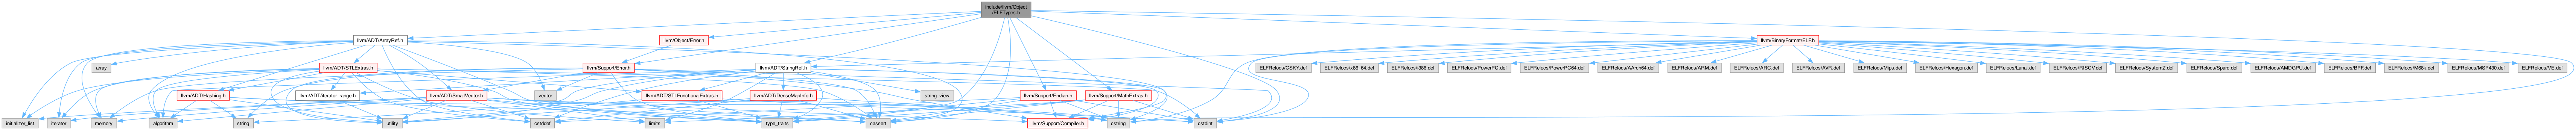 include/llvm/Object
/ELFTypes.h
llvm/ADT/ArrayRef.h
llvm/Object/Error.h
llvm/BinaryFormat/ELF.h
array
llvm/ADT/STLExtras.h
llvm/Support/Error.h
llvm/ADT/StringRef.h
ELFRelocs/CSKY.def
ELFRelocs/x86_64.def
ELFRelocs/i386.def
ELFRelocs/PowerPC.def
ELFRelocs/PowerPC64.def
ELFRelocs/AArch64.def
ELFRelocs/ARM.def
ELFRelocs/ARC.def
ELFRelocs/AVR.def
ELFRelocs/Mips.def
ELFRelocs/Hexagon.def
ELFRelocs/Lanai.def
ELFRelocs/RISCV.def
ELFRelocs/SystemZ.def
ELFRelocs/Sparc.def
ELFRelocs/AMDGPU.def
ELFRelocs/BPF.def
ELFRelocs/M68k.def
ELFRelocs/MSP430.def
ELFRelocs/VE.def
llvm/ADT/Hashing.h
llvm/ADT/iterator_range.h
llvm/ADT/SmallVector.h
vector
llvm/ADT/STLFunctionalExtras.h
llvm/ADT/DenseMapInfo.h
string_view
llvm/Support/Endian.h
llvm/Support/MathExtras.h
initializer_list
iterator
memory
algorithm
string
utility
cstddef
limits
type_traits
cassert
llvm/Support/Compiler.h
cstring
cstdint